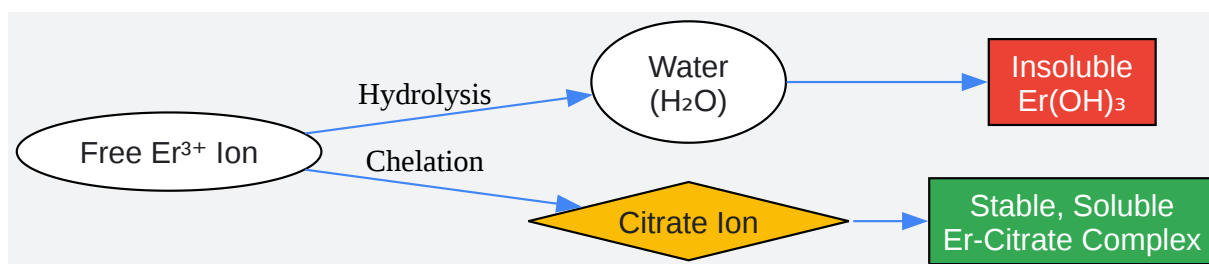 Free Er³⁺ Ion
Hydrolysis
Chelation
Water
(H₂O)
Citrate Ion
Insoluble
Er(OH)₃
Stable, Soluble
Er-Citrate Complex